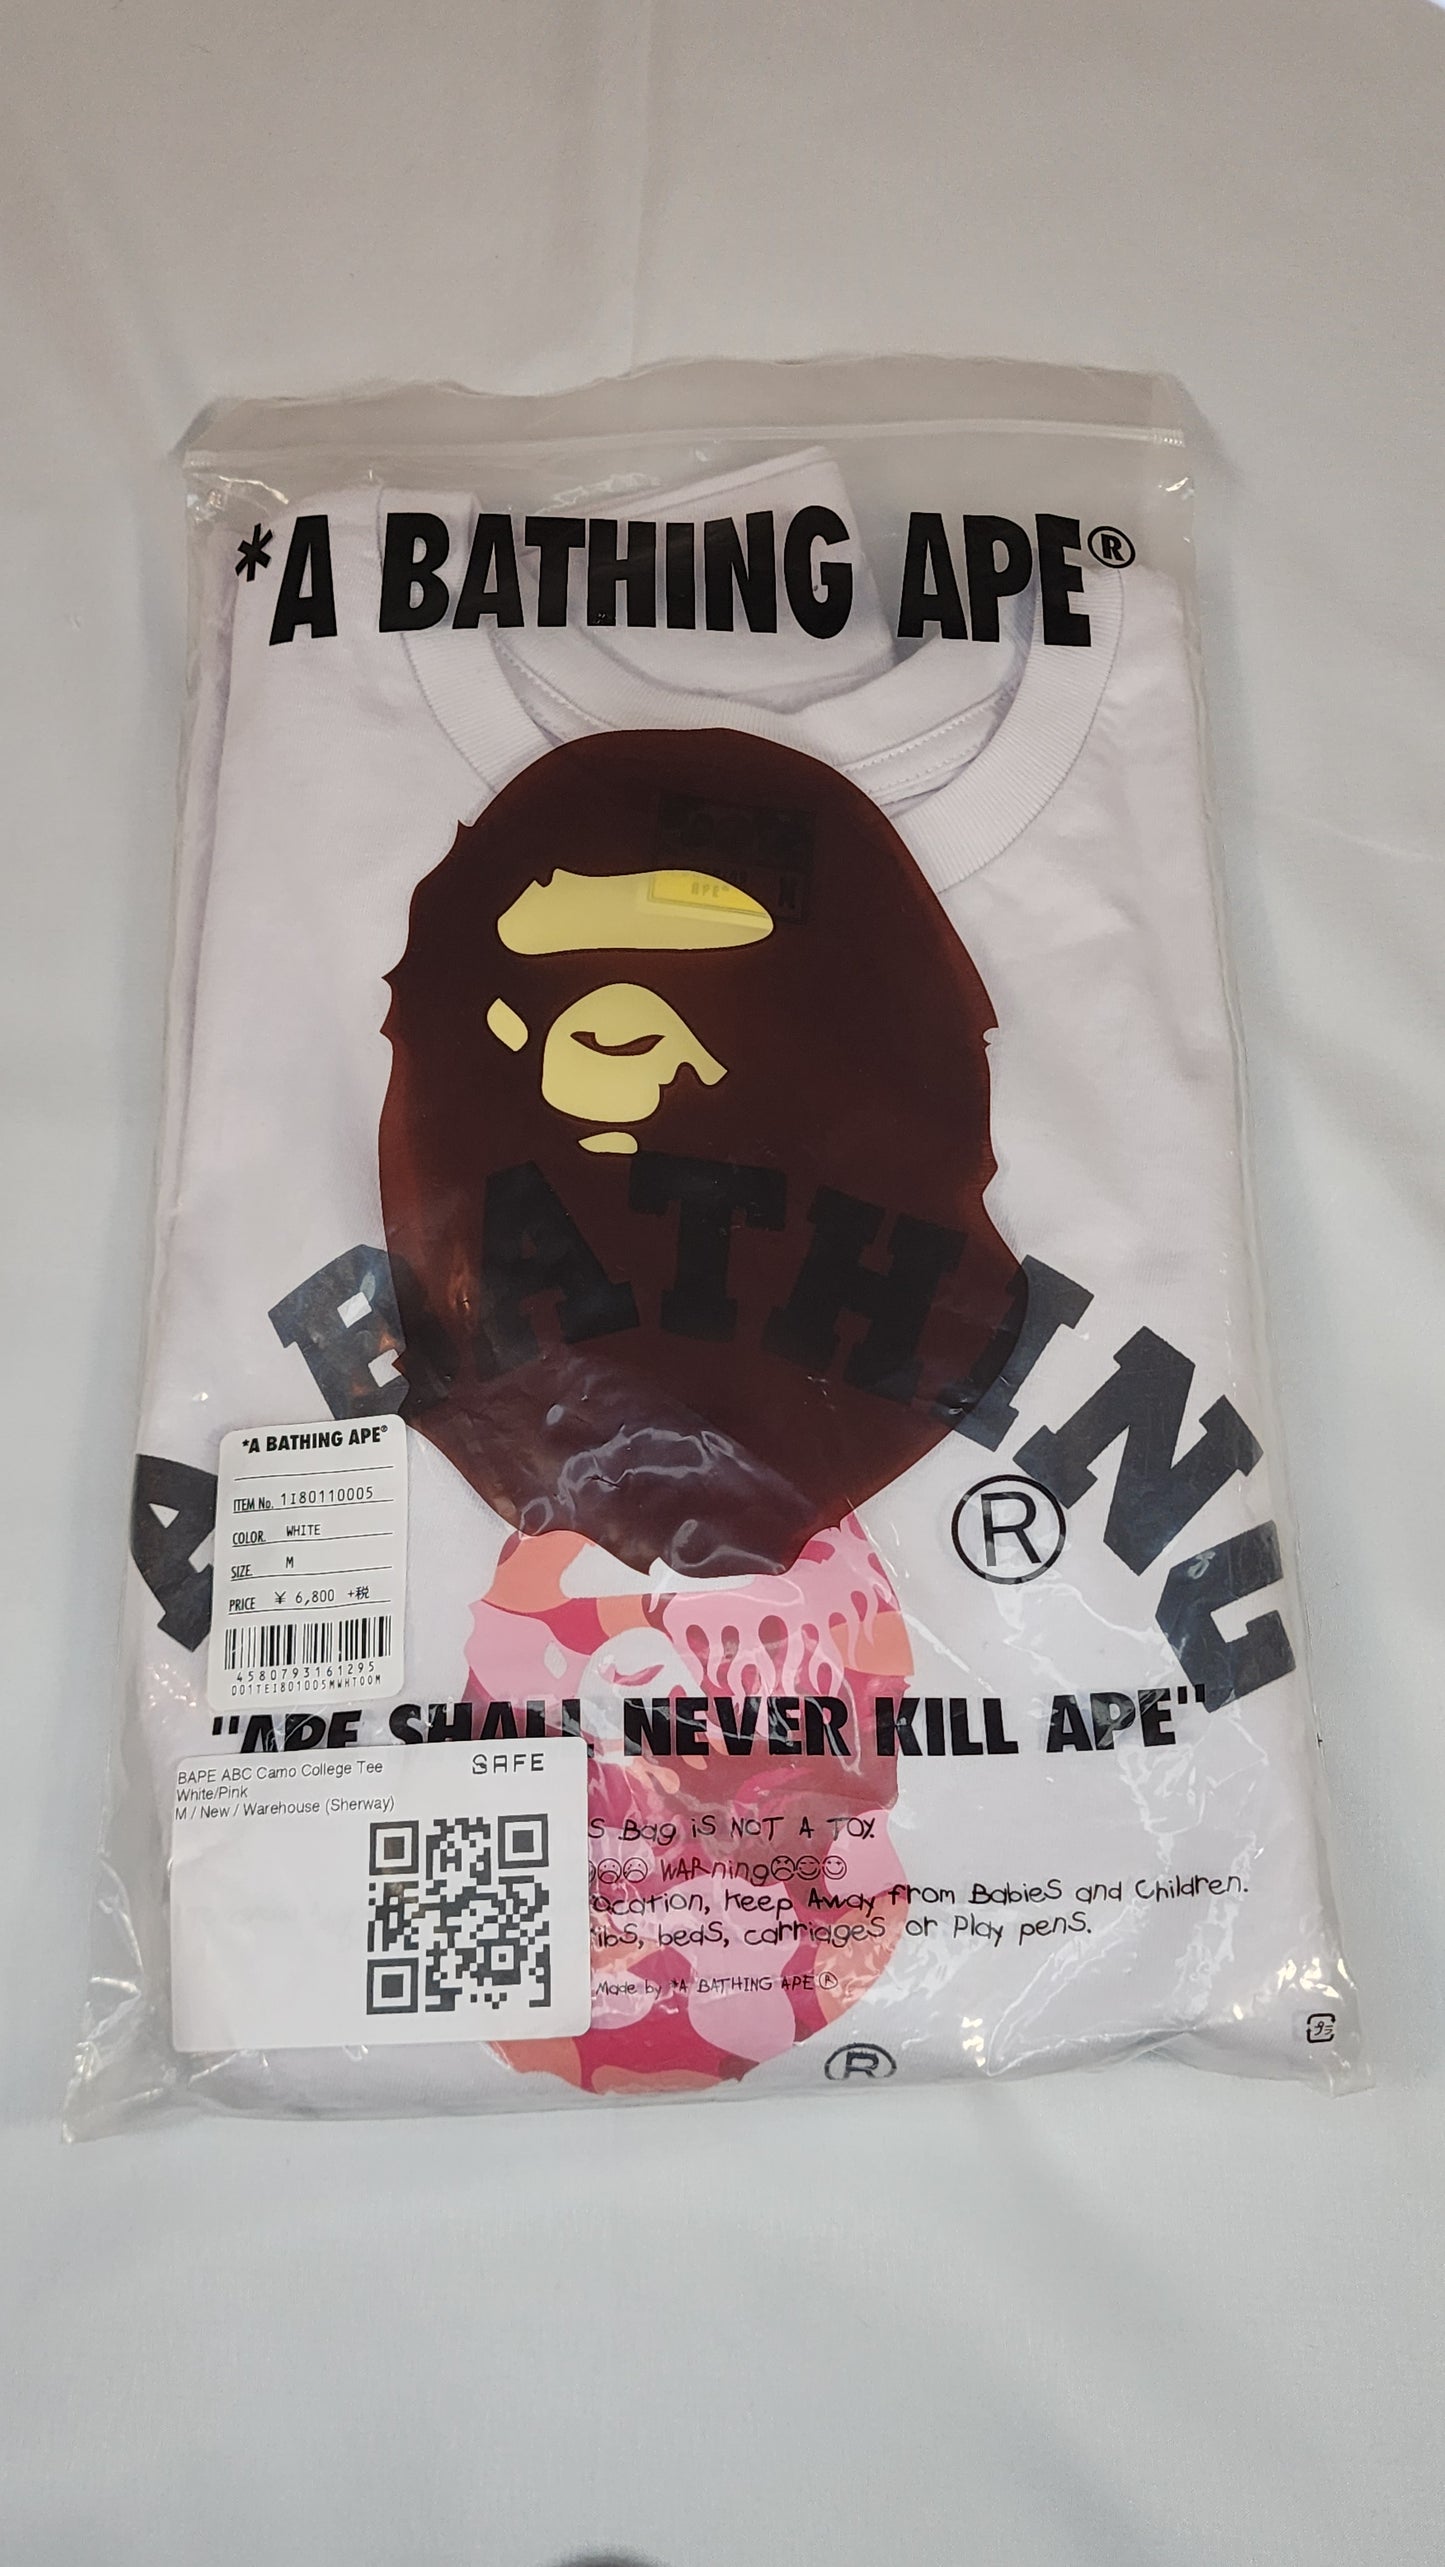 *A BATHING APE®
BATHING
APE®
M
A BATHING
®
*A BATHING APE®
ITEM No. 1I80110005
COLOR. WHITE
SIZE. M
PRICE ¥ 6,800 +税
4580793161295
001TEI801005MWHT00M
"APE SHALL NEVER KILL APE"
BAPE ABC Camo College Tee
White/Pink
M / New / Warehouse (Sherway)
SAFE
Bag iS NOT A TOY.
WARning
Keep Away from Babies and Children.
beds, carriages or Play pens.
Made by *A BATHING APE®
®